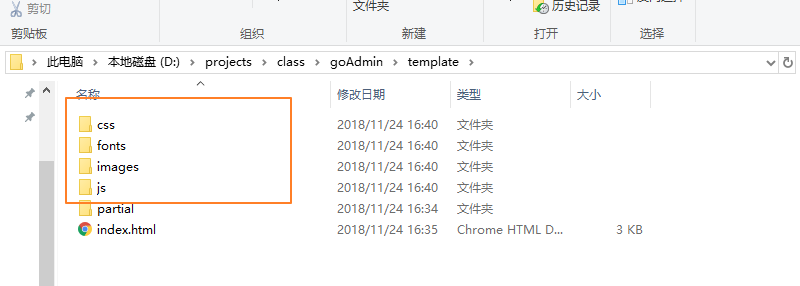 剪切
文件夹
历史记录
剪贴板
组织
新建
打开
选择
此电脑 > 本地磁盘 (D:) > projects > class > goAdmin > template >
名称 修改日期 类型 大小
css 2018/11/24 16:40 文件夹
fonts 2018/11/24 16:40 文件夹
images 2018/11/24 16:40 文件夹
js 2018/11/24 16:40 文件夹
partial 2018/11/24 16:34 文件夹
index.html 2018/11/24 16:35 Chrome HTML D... 3 KB